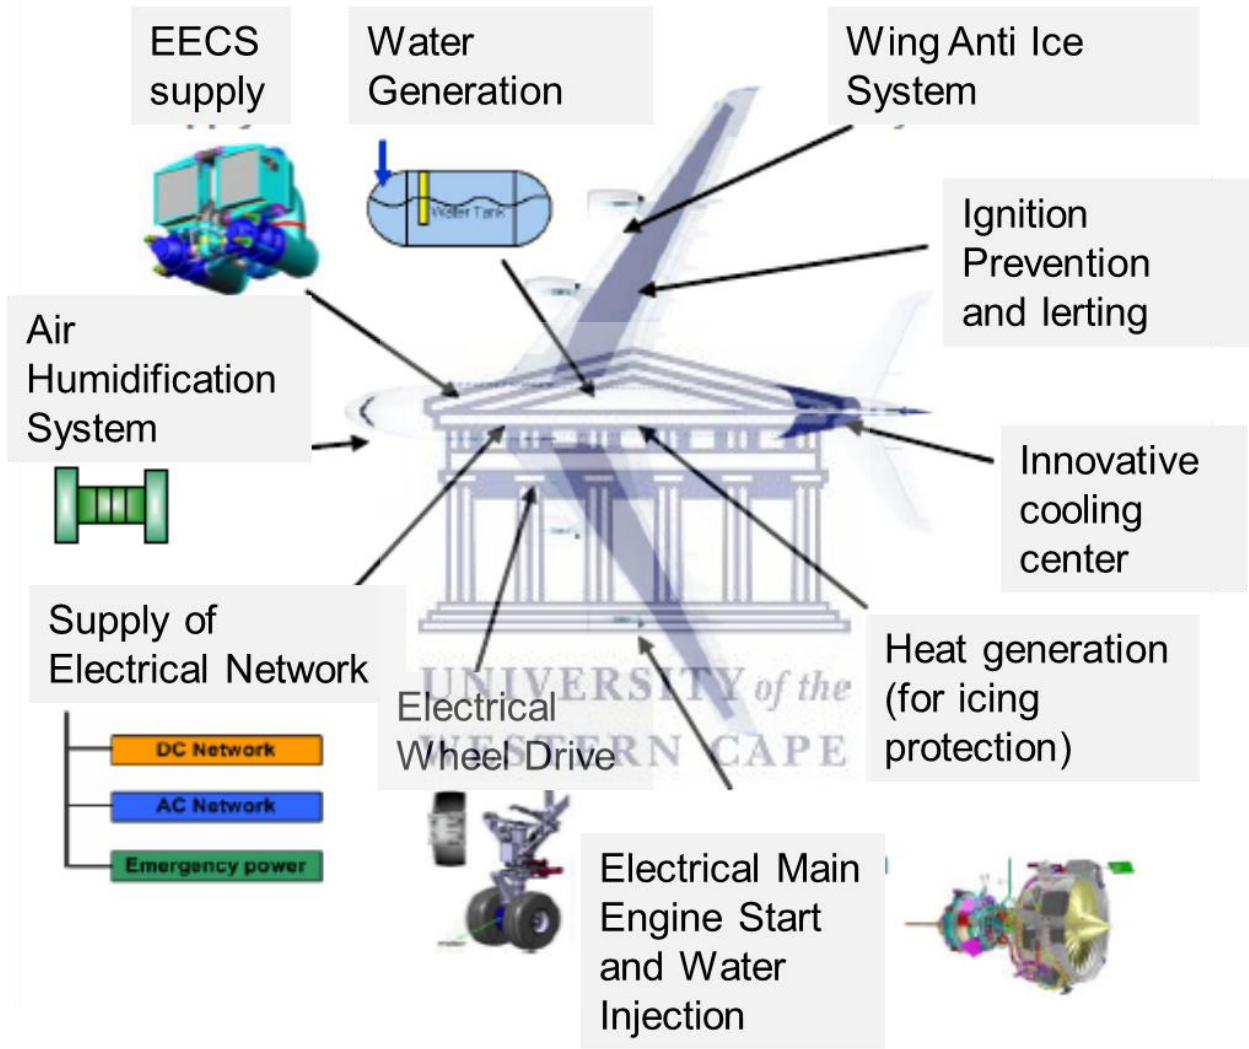 EECS
supply
Water
Generation
Wing Anti Ice
System
Water Tank
Ignition
Prevention
and lerting
Air
Humidification
System
Innovative
cooling
center
Supply of
Electrical Network
Heat generation
(for icing
protection)
UNIVERSITY of the
WESTERN CAPE
Electrical
Wheel Drive
DC Network
AC Network
Emergency power
Electrical Main
Engine Start
and Water
Injection